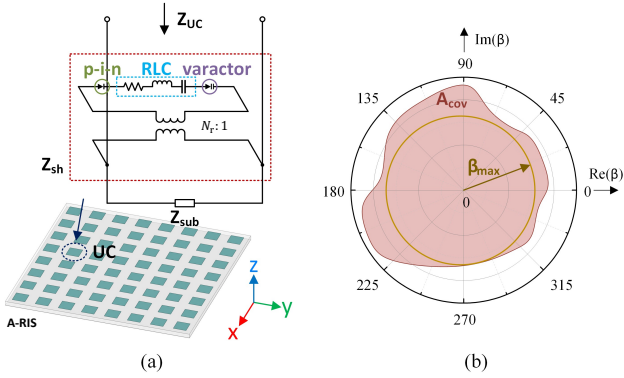 Z_UC
p-i-n RLC varactor
N_r: 1
Z_sh
Z_sub
UC
A-RIS
z
y
x
(a)
Im(β)
90
135
45
A_cov
β_max
Re(β)
180
0
0
225
315
270
(b)